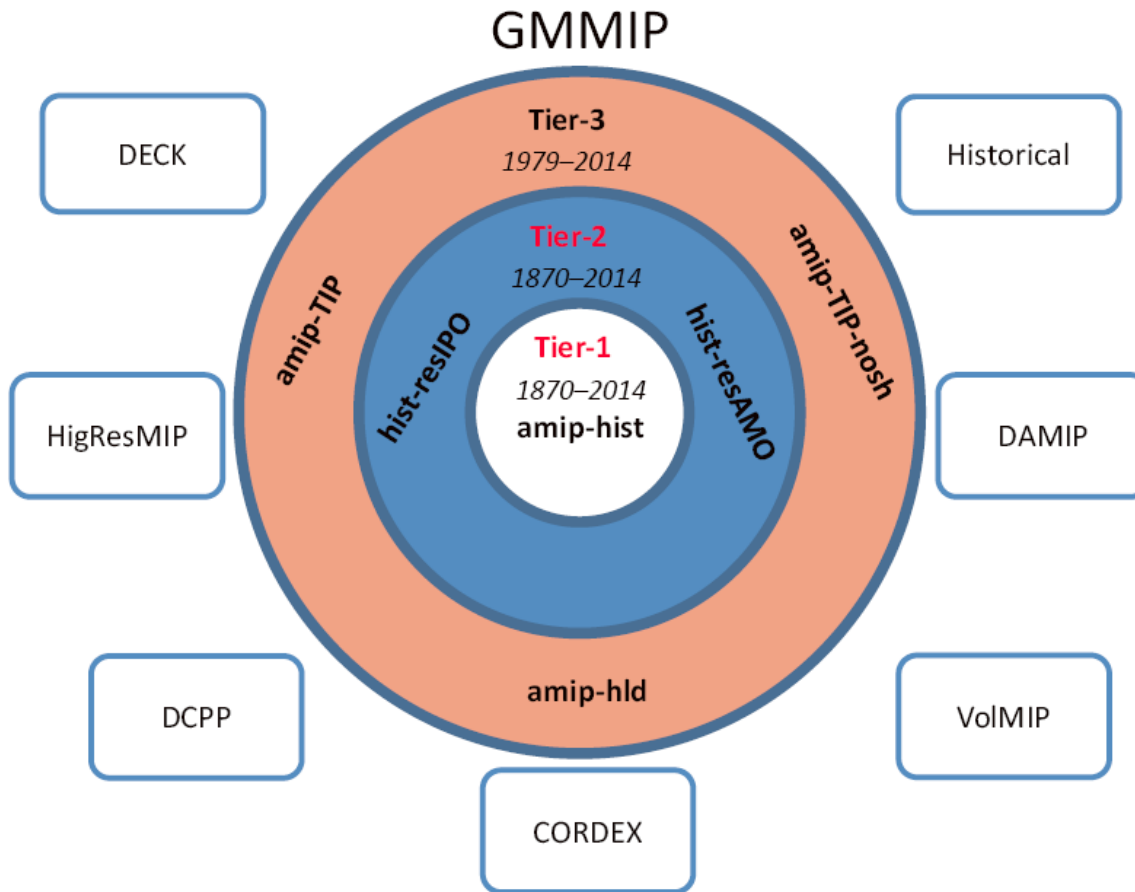 GMMIP
DECK
Historical
Tier-3
1979–2014
amip-TIP
amip-TIP-nosh
Tier-2
1870–2014
hist-resIPO
hist-resAMO
Tier-1
1870–2014
amip-hist
HigResMIP
DAMIP
amip-hld
DCPP
VolMIP
CORDEX